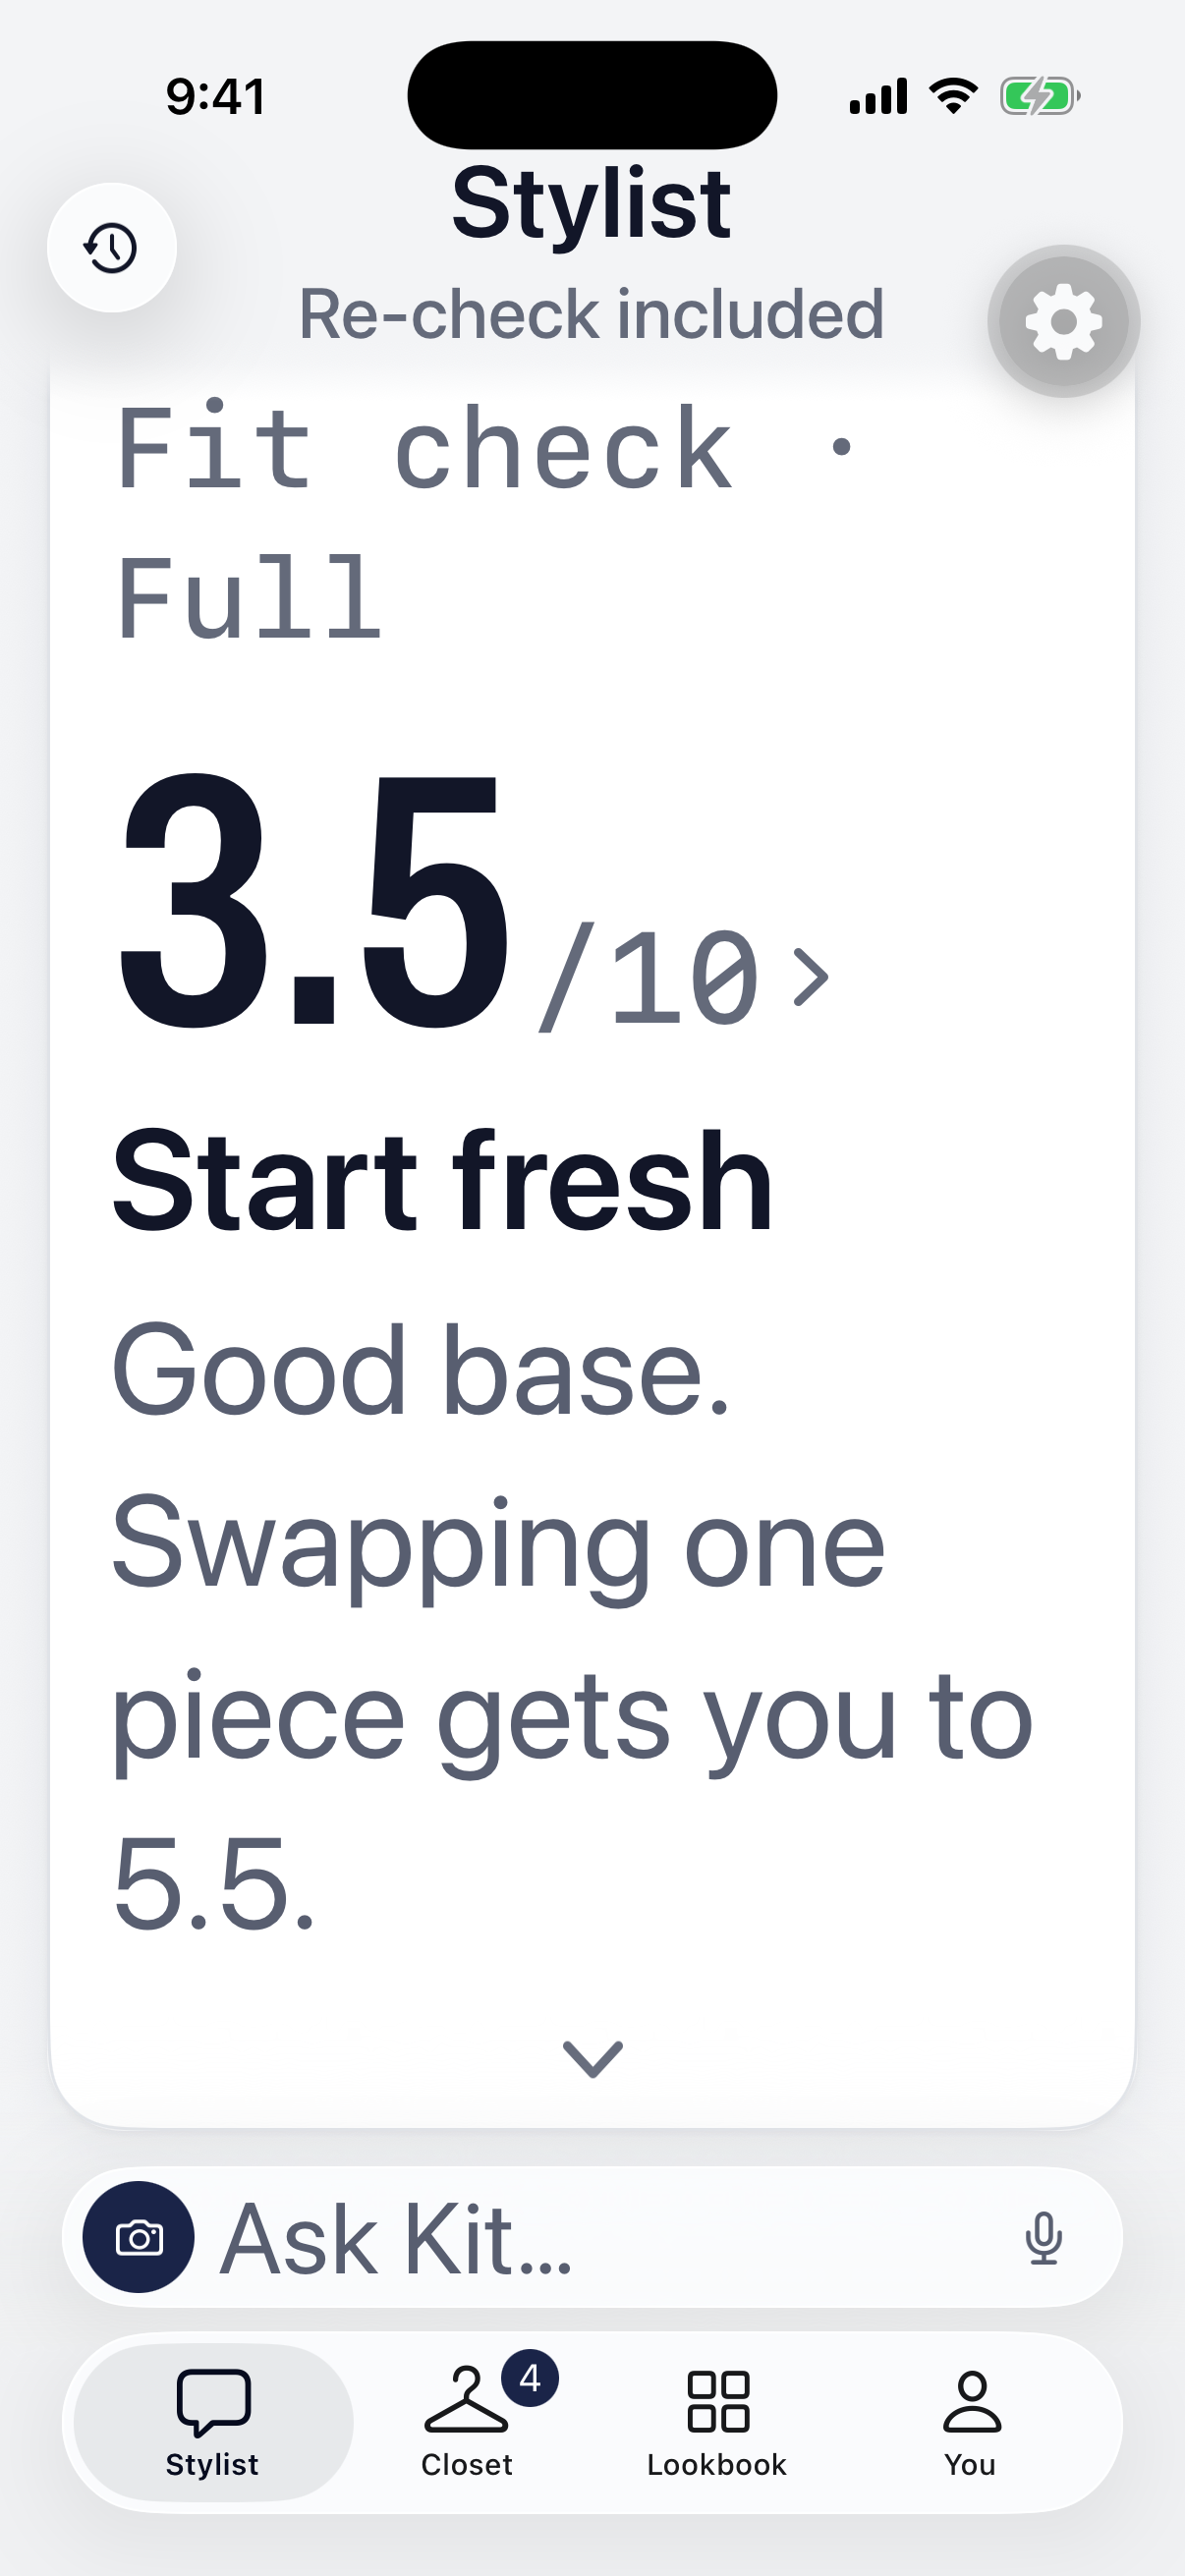 9:41
Stylist
Re-check included
Fit check ·
Full
3.5/10
Start fresh
Good base.
Swapping one
piece gets you to
5.5.
Ask Kit...
4
Stylist
Closet
Lookbook
You